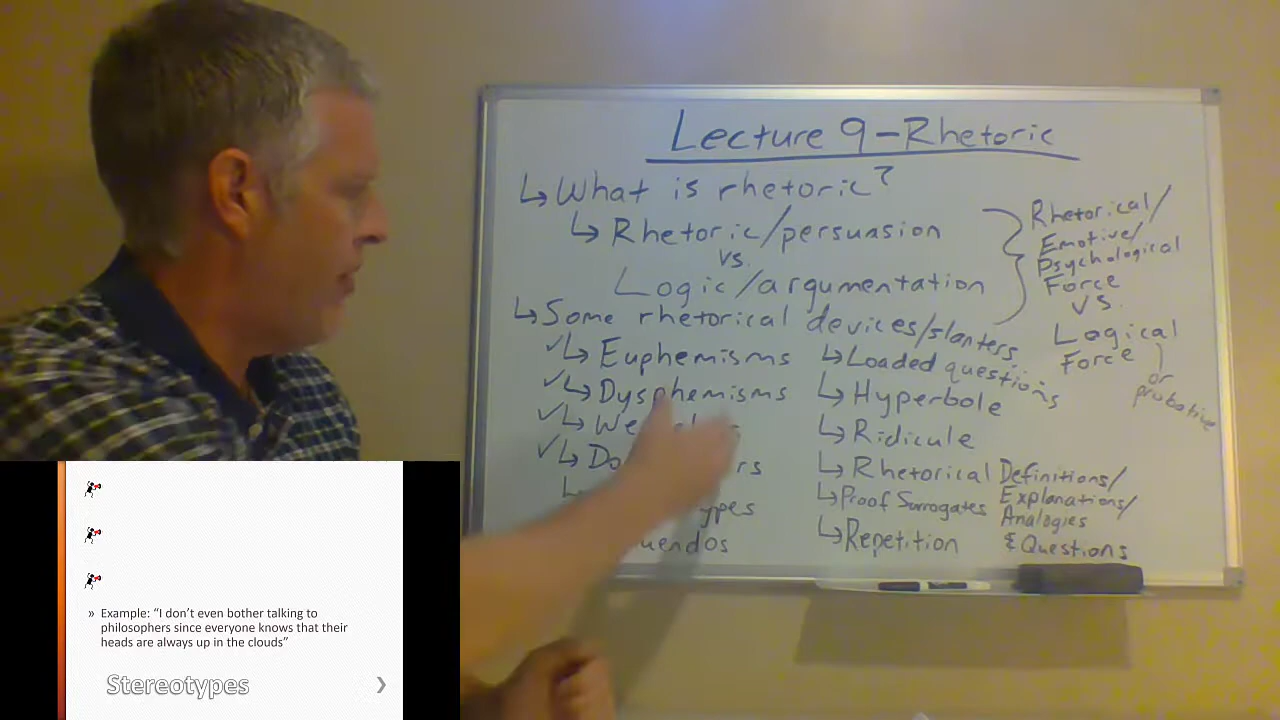 Lecture 9 - Rhetoric
↳ What is rhetoric?
↳ Rhetoric/persuasion
vs.
Logic/argumentation
Rhetorical/
Emotive/
Psychological
Force
vs.
Logical
Force
or
probative
↳ Some rhetorical devices/slanters
✓ ↳ Euphemisms
✓ ↳ Dysphemisms
✓ ↳
✓ ↳
↳
↳ Loaded questions
↳ Hyperbole
↳ Ridicule
↳ Rhetorical Definitions/
Explanations/
Analogies
& Questions
↳ Proof Surrogates
↳ Repetition
» Example: “I don’t even bother talking to
philosophers since everyone knows that their
heads are always up in the clouds”
Stereotypes